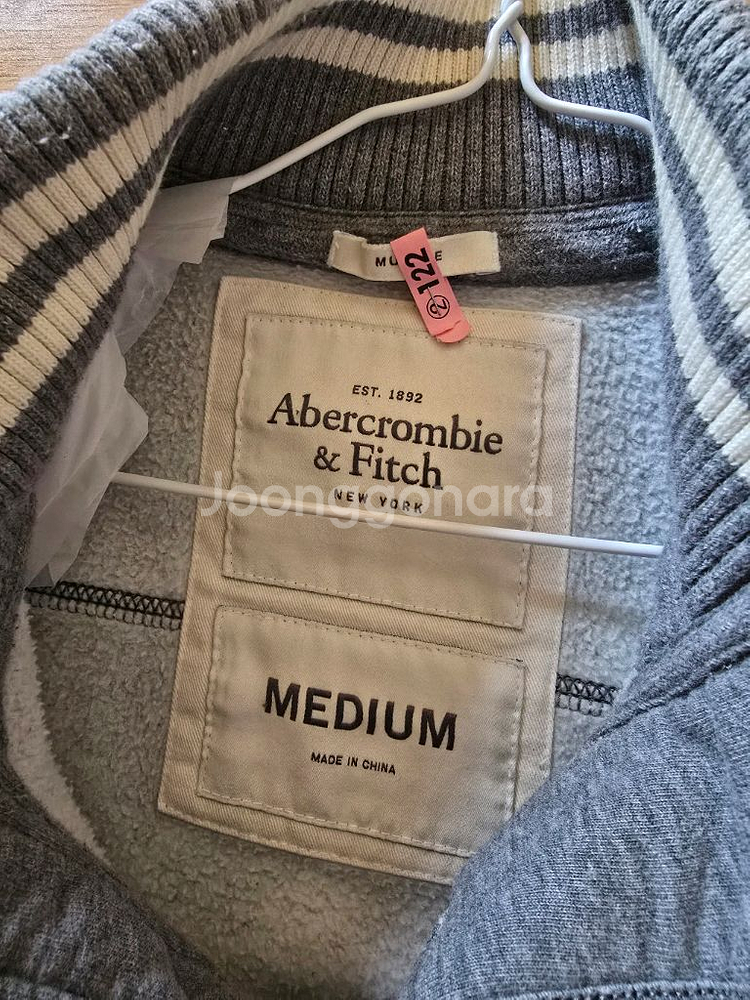 122
EST. 1892
Abercrombie
& Fitch
NEW YORK
Joonggonara
MEDIUM
MADE IN CHINA